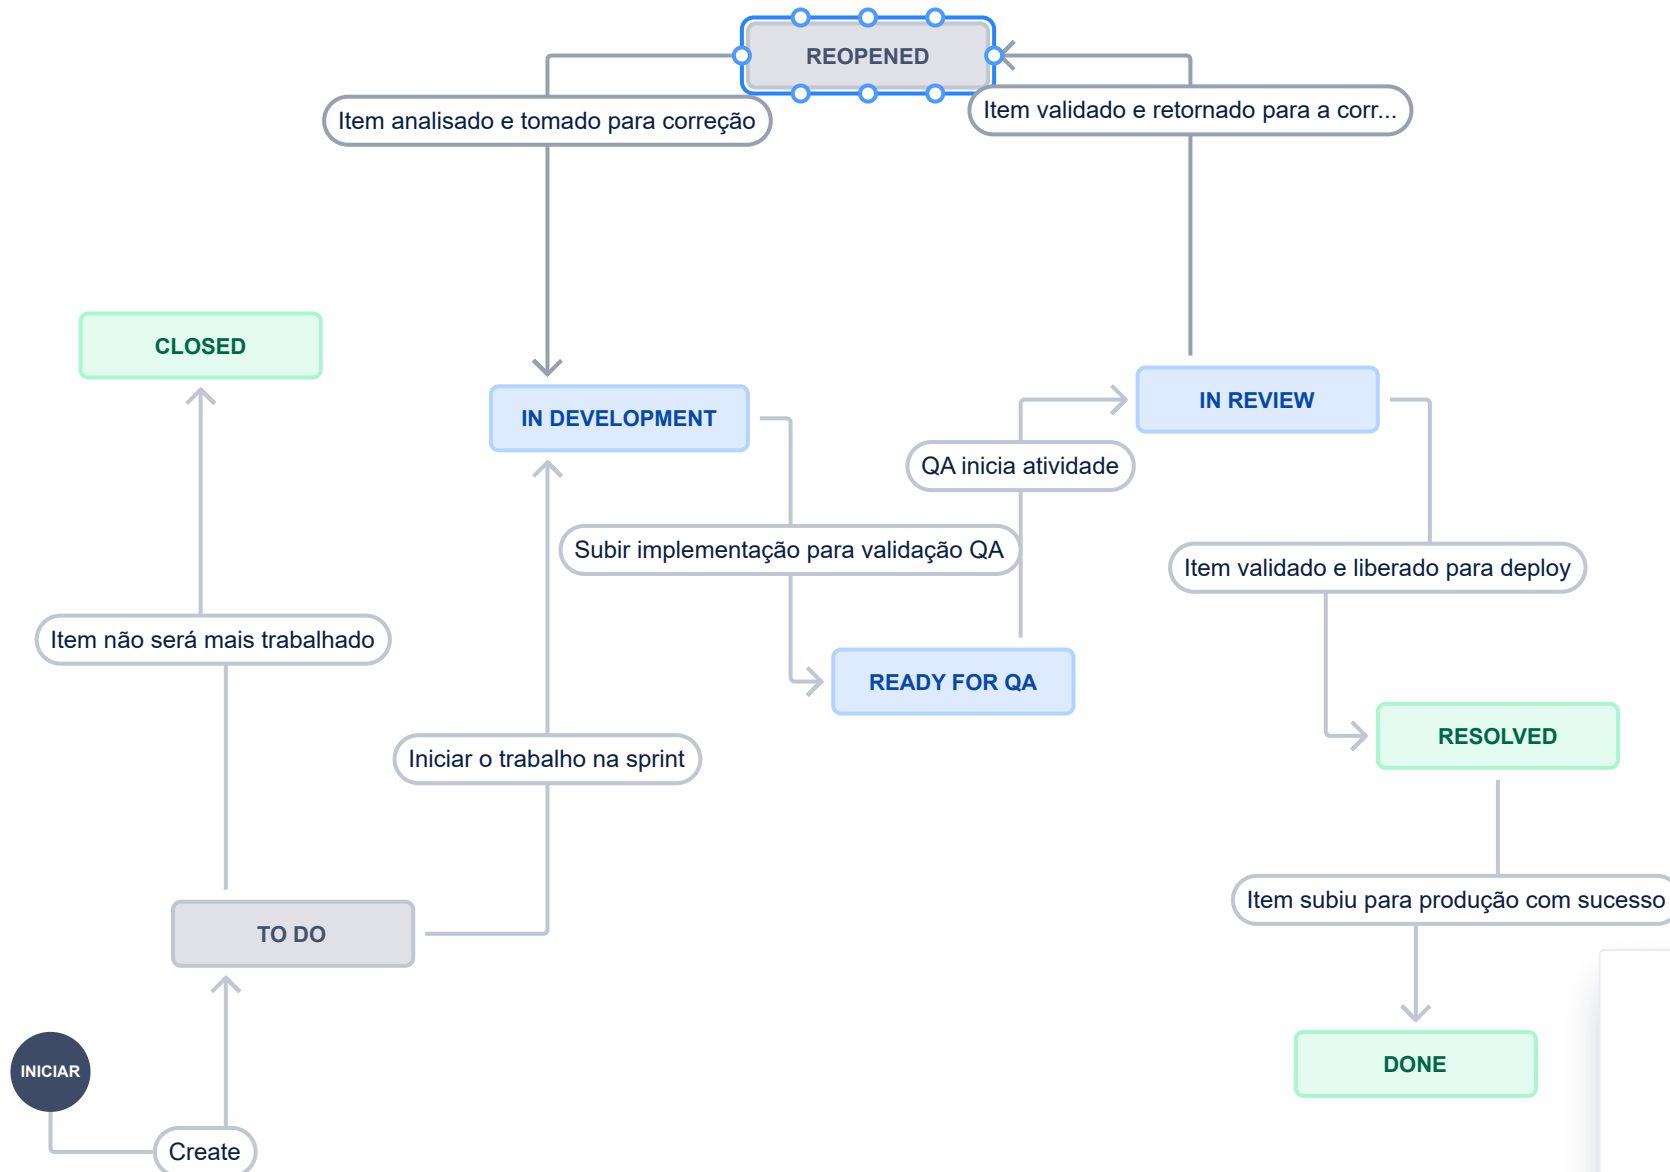 REOPENED
Item analisado e tomado para correção
Item validado e retornado para a corr...
CLOSED
IN DEVELOPMENT
IN REVIEW
QA inicia atividade
Subir implementação para validação QA
Item validado e liberado para deploy
Item não será mais trabalhado
READY FOR QA
RESOLVED
Iniciar o trabalho na sprint
Item subiu para produção com sucesso
TO DO
DONE
INICIAR
Create